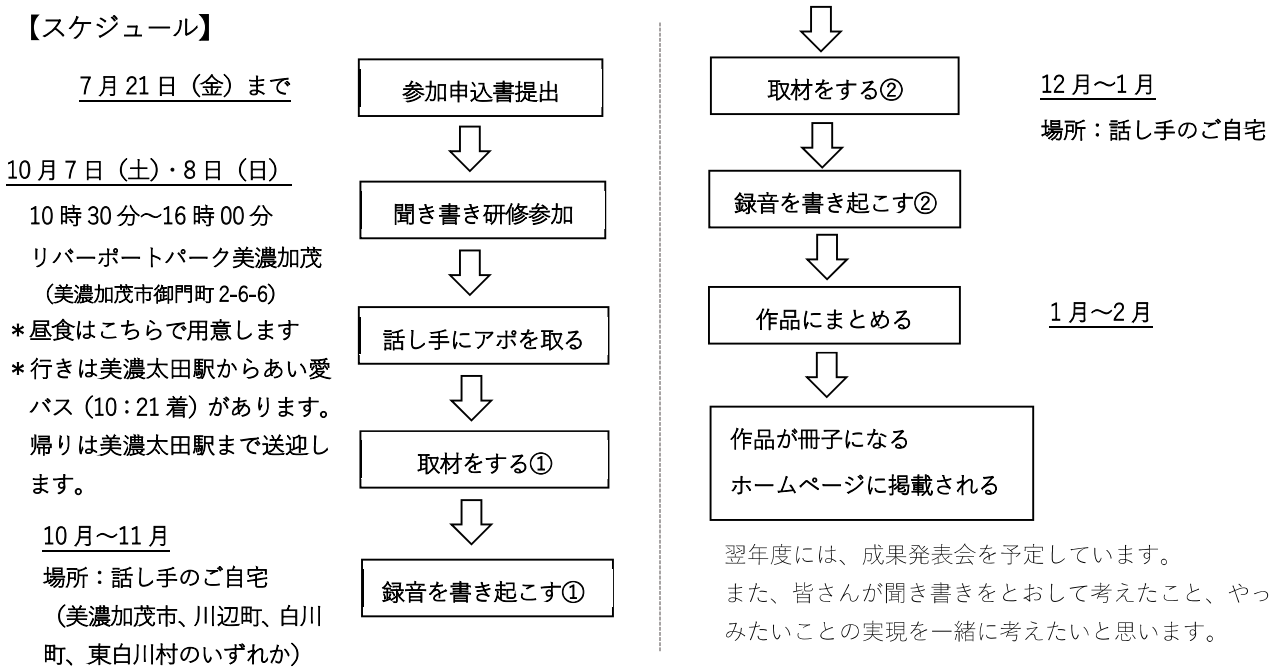 【スケジュール】
7月21日（金）まで
参加申込書提出
10月7日（土）・8日（日）
10時30分～16時00分
リバーポートパーク美濃加茂
（美濃加茂市御門町2-6-6）
＊昼食はこちらで用意します
＊行きは美濃太田駅からあい愛
バス（10：21着）があります。
帰りは美濃太田駅まで送迎し
ます。
聞き書き研修参加
話し手にアポを取る
10月～11月
場所：話し手のご自宅
（美濃加茂市、川辺町、白川
町、東白川村のいずれか）
取材をする①
録音を書き起こす①
取材をする②
12月～1月
場所：話し手のご自宅
録音を書き起こす②
作品にまとめる
1月～2月
作品が冊子になる
ホームページに掲載される
翌年度には、成果発表会を予定しています。
また、皆さんが聞き書きをとおして考えたこと、やっ
みたいことの実現を一緒に考えたいと思います。